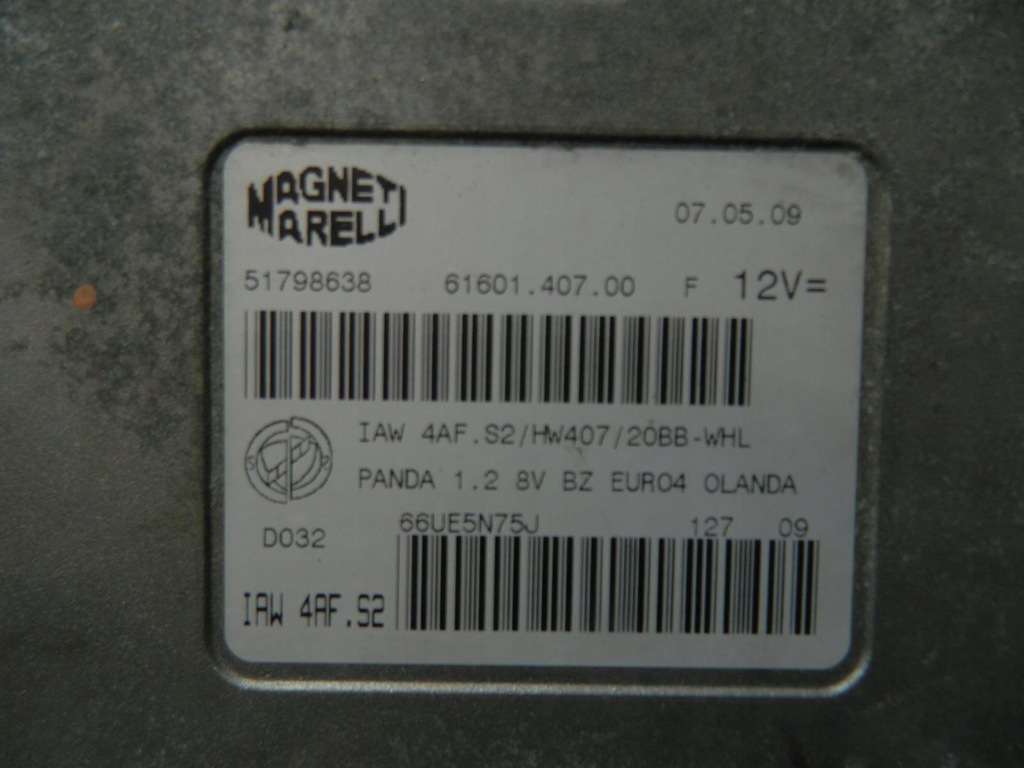 MAGNETI
MARELLI
07.05.09
51798638 61601.407.00 F 12V=
IAW 4AF.S2/HW407/20BB-WHL
PANDA 1.2 8V BZ EURO4 OLANDA
66UE5N75J 127 09
D032
IAW 4AF.S2